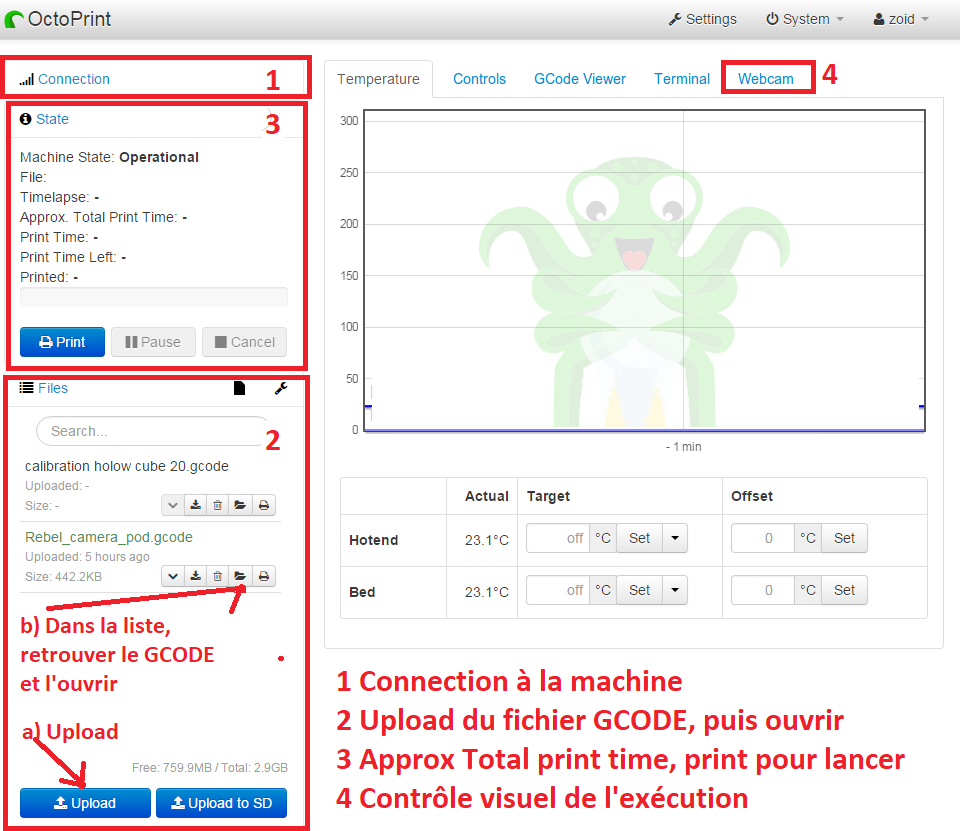 OctoPrint
Settings
System
zoid
Connection
1
State
3
Machine State: Operational
File:
Timelapse: -
Approx. Total Print Time: -
Print Time: -
Print Time Left: -
Printed: -
Print
Pause
Cancel
Files
Search...
2
calibration holow cube 20.gcode
Uploaded: -
Size: -
Rebel_camera_pod.gcode
Uploaded: 5 hours ago
Size: 442.2KB
b) Dans la liste,
retrouver le GCODE
et l'ouvrir
a) Upload
Free: 759.9MB / Total: 2.9GB
Upload
Upload to SD
Temperature
Controls
GCode Viewer
Terminal
Webcam
4
300
250
200
150
100
50
0
- 1 min
Actual Target Offset
Hotend 23.1°C off °C Set 0 °C Set
Bed 23.1°C off °C Set 0 °C Set
1 Connection à la machine
2 Upload du fichier GCODE, puis ouvrir
3 Approx Total print time, print pour lancer
4 Contrôle visuel de l'exécution